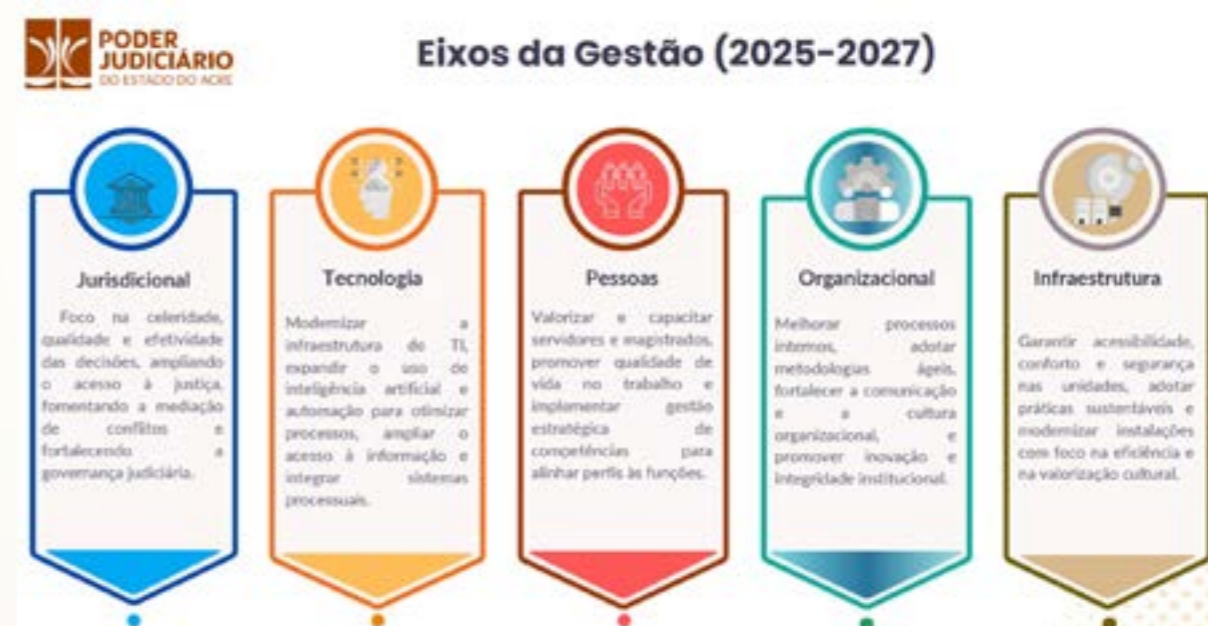 PODER
JUDICIÁRIO
DO ESTADO DO ACRE
Eixos da Gestão (2025-2027)
Jurisdicional
Foco na celeridade,
qualidade e efetividade
das decisões, ampliando
o acesso à justiça,
fomentando a mediação
de conflitos e
fortalecendo a
governança judiciária.
Tecnologia
Modernizar a
infraestrutura de TI,
expandir o uso de
inteligência artificial e
automação para otimizar
processos, ampliar o
acesso à informação e
integrar sistemas
processuais.
Pessoas
Valorizar e capacitar
servidores e magistrados,
promover qualidade de
vida no trabalho e
implementar gestão
estratégica de
competências para
alinhar perfis às funções.
Organizacional
Melhorar processos
internos, adotar
metodologias ágeis,
fortalecer a comunicação
e a cultura
organizacional, e
promover inovação e
integridade institucional.
Infraestrutura
Garantir acessibilidade,
conforto e segurança
nas unidades, adotar
práticas sustentáveis e
modernizar instalações
com foco na eficiência e
na valorização cultural.